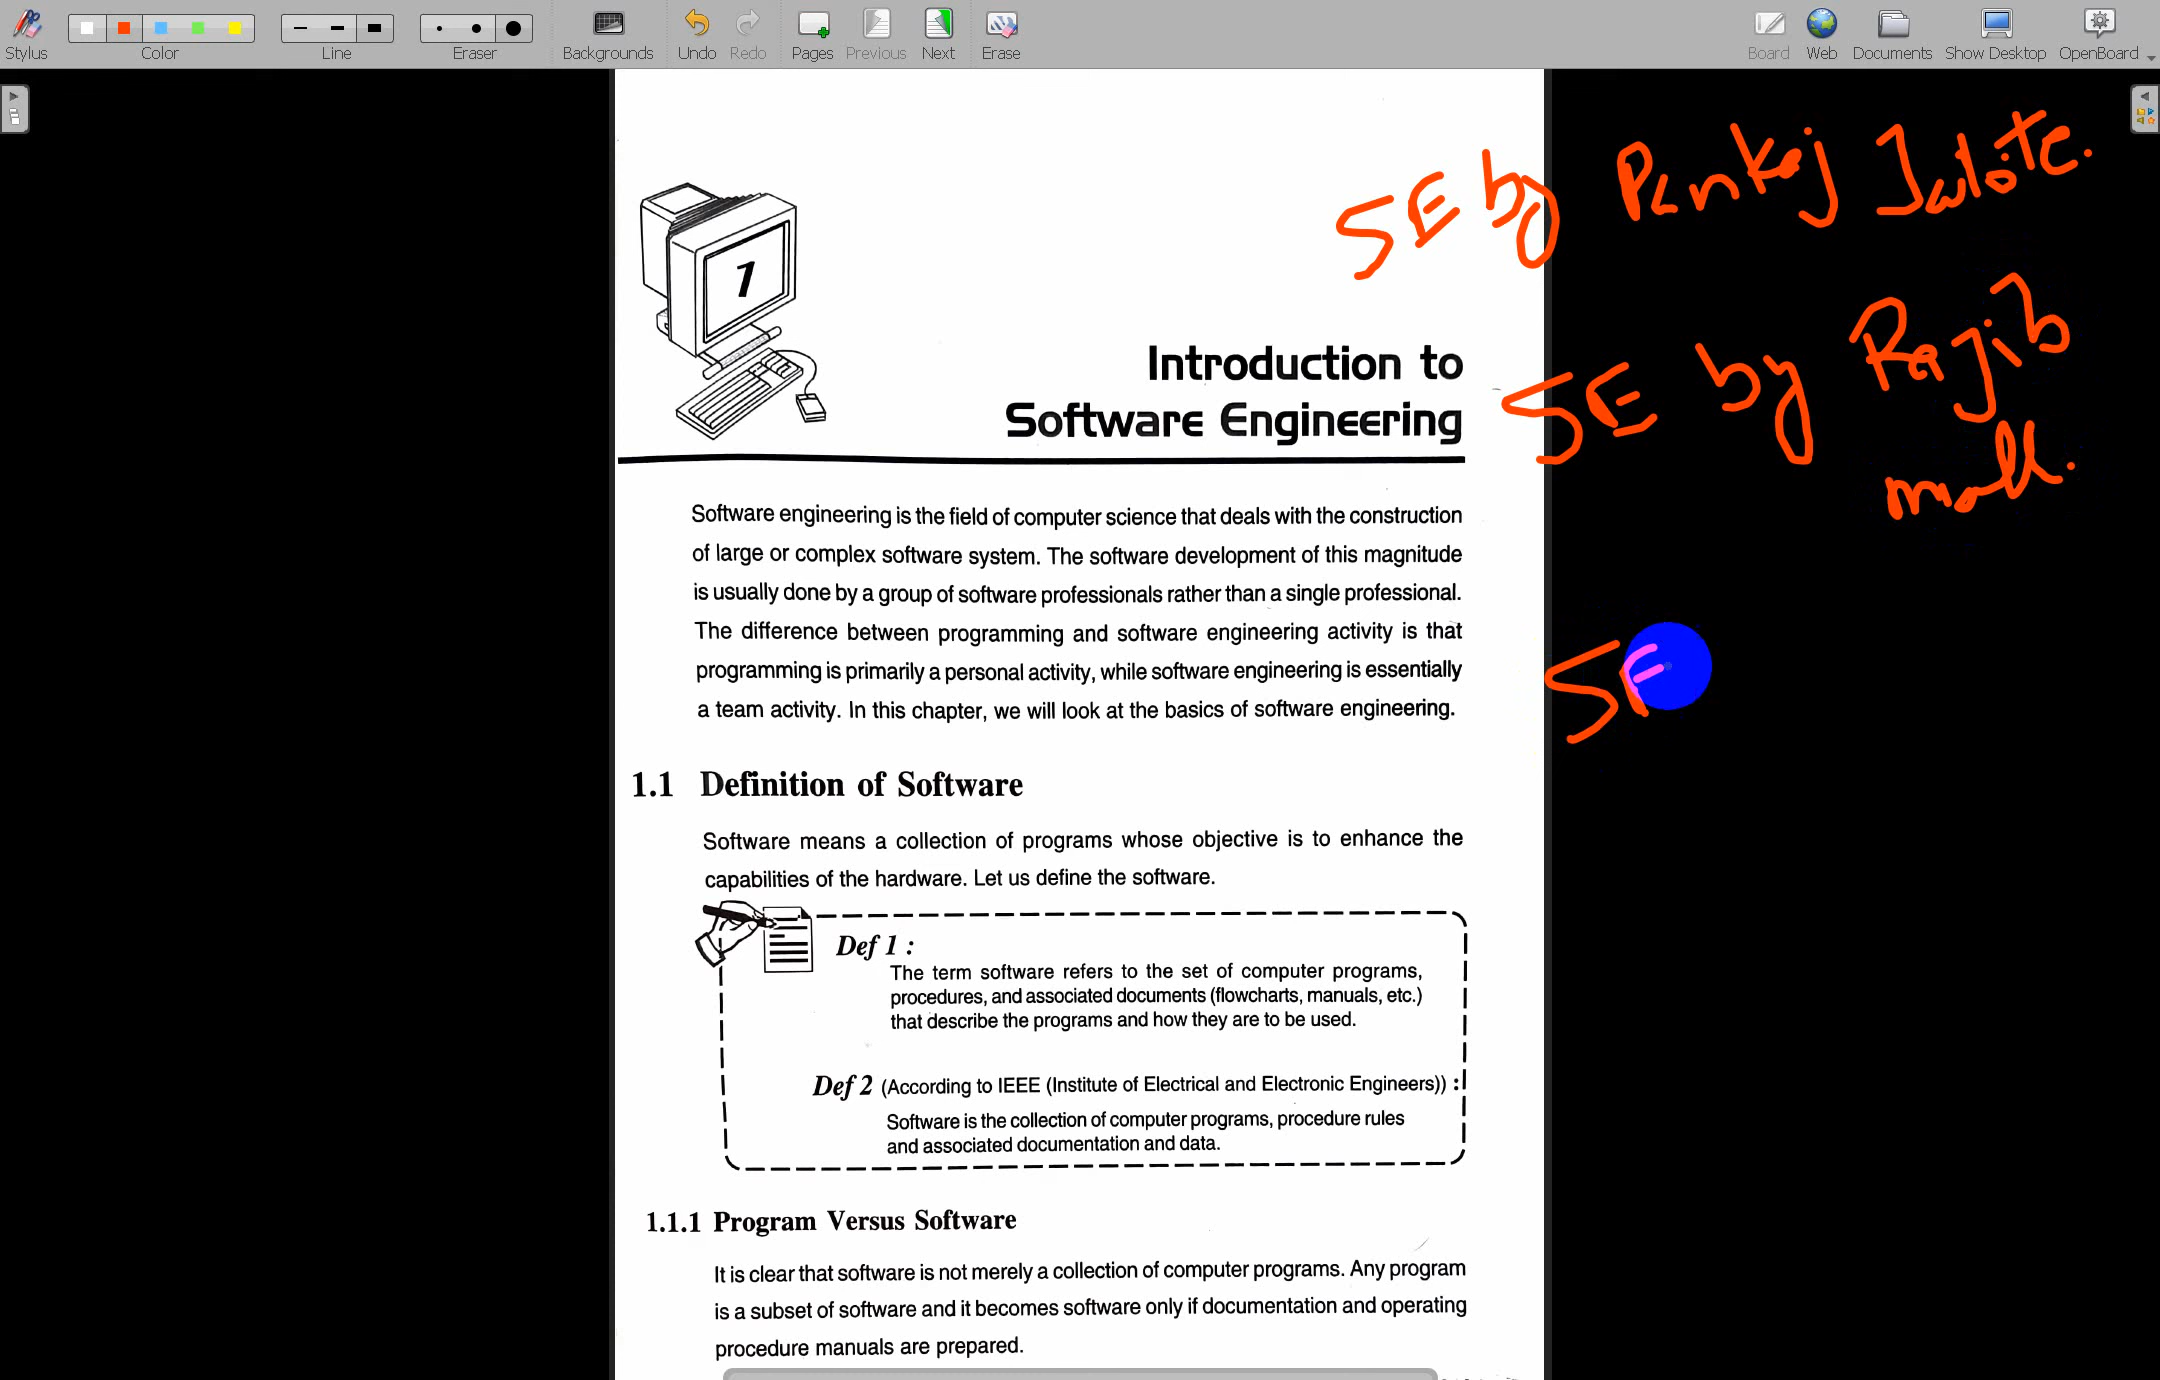 Stylus Color Line Eraser Backgrounds Undo Redo Pages Previous Next Erase Board Web Documents Show Desktop OpenBoard
SE by Pankaj Jalote.
1
Introduction to
Software Engineering
SE by Rajib
mall.
Software engineering is the field of computer science that deals with the construction
of large or complex software system. The software development of this magnitude
is usually done by a group of software professionals rather than a single professional.
The difference between programming and software engineering activity is that
programming is primarily a personal activity, while software engineering is essentially
a team activity. In this chapter, we will look at the basics of software engineering.
SE
1.1 Definition of Software
Software means a collection of programs whose objective is to enhance the
capabilities of the hardware. Let us define the software.
Def 1 :
The term software refers to the set of computer programs,
procedures, and associated documents (flowcharts, manuals, etc.)
that describe the programs and how they are to be used.
Def 2 (According to IEEE (Institute of Electrical and Electronic Engineers)) :
Software is the collection of computer programs, procedure rules
and associated documentation and data.
1.1.1 Program Versus Software
It is clear that software is not merely a collection of computer programs. Any program
is a subset of software and it becomes software only if documentation and operating
procedure manuals are prepared.